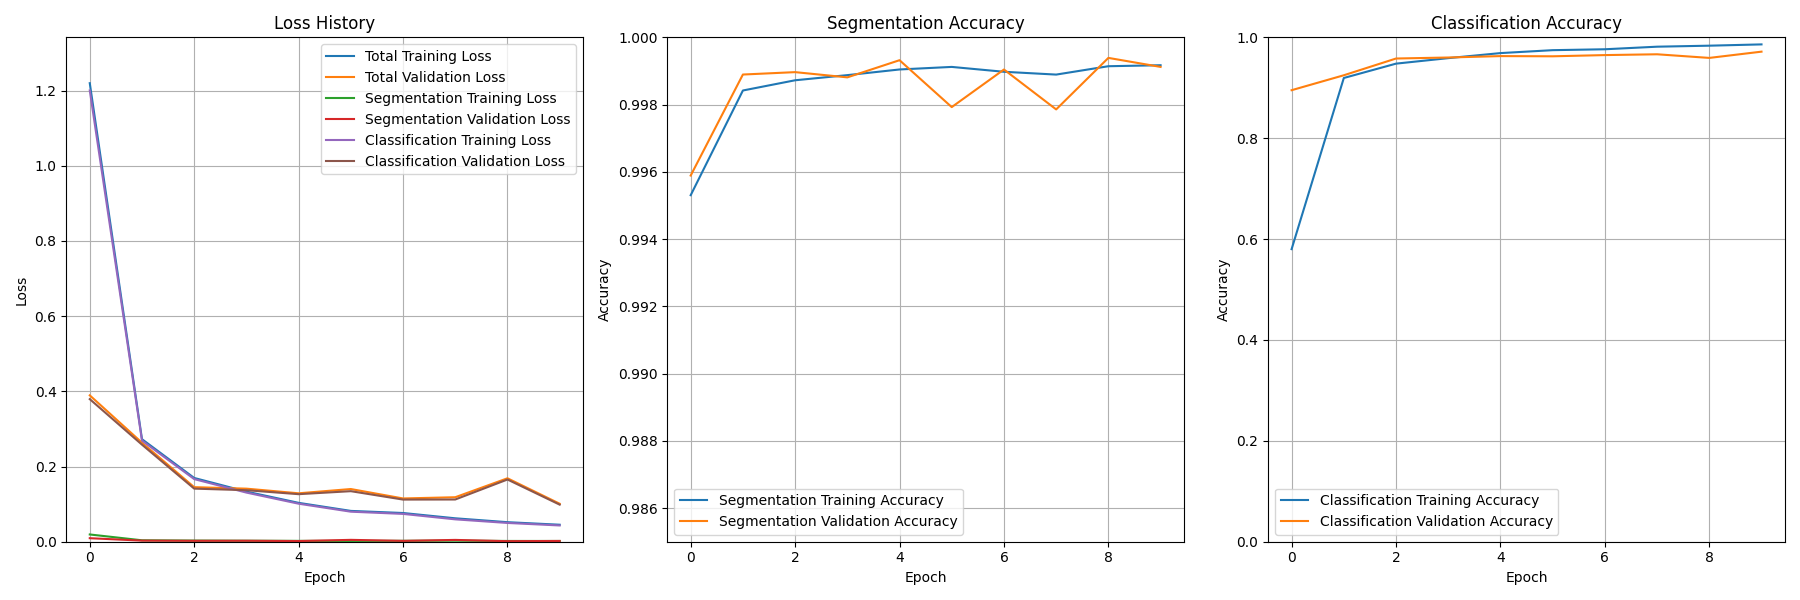 Loss History
Total Training Loss
Total Validation Loss
Segmentation Training Loss
Segmentation Validation Loss
Classification Training Loss
Classification Validation Loss
1.2
1.0
0.8
0.6
0.4
0.2
0.0
Loss
0 2 4 6 8
Epoch
Segmentation Accuracy
1.000
0.998
0.996
0.994
0.992
0.990
0.988
0.986
Accuracy
Segmentation Training Accuracy
Segmentation Validation Accuracy
0 2 4 6 8
Epoch
Classification Accuracy
1.0
0.8
0.6
0.4
0.2
0.0
Accuracy
Classification Training Accuracy
Classification Validation Accuracy
0 2 4 6 8
Epoch